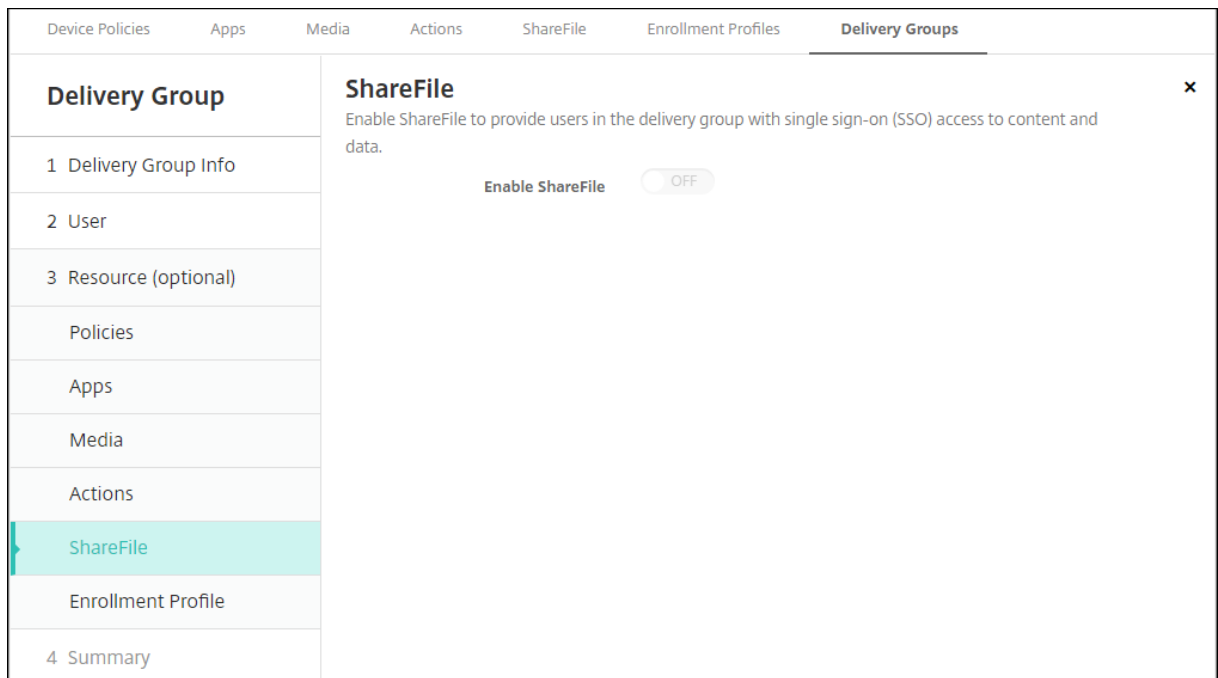 Device Policies Apps Media Actions ShareFile Enrollment Profiles Delivery Groups
Delivery Group
1 Delivery Group Info
2 User
3 Resource (optional)
Policies
Apps
Media
Actions
ShareFile
Enrollment Profile
4 Summary
ShareFile
Enable ShareFile to provide users in the delivery group with single sign-on (SSO) access to content and
data.
Enable ShareFile OFF